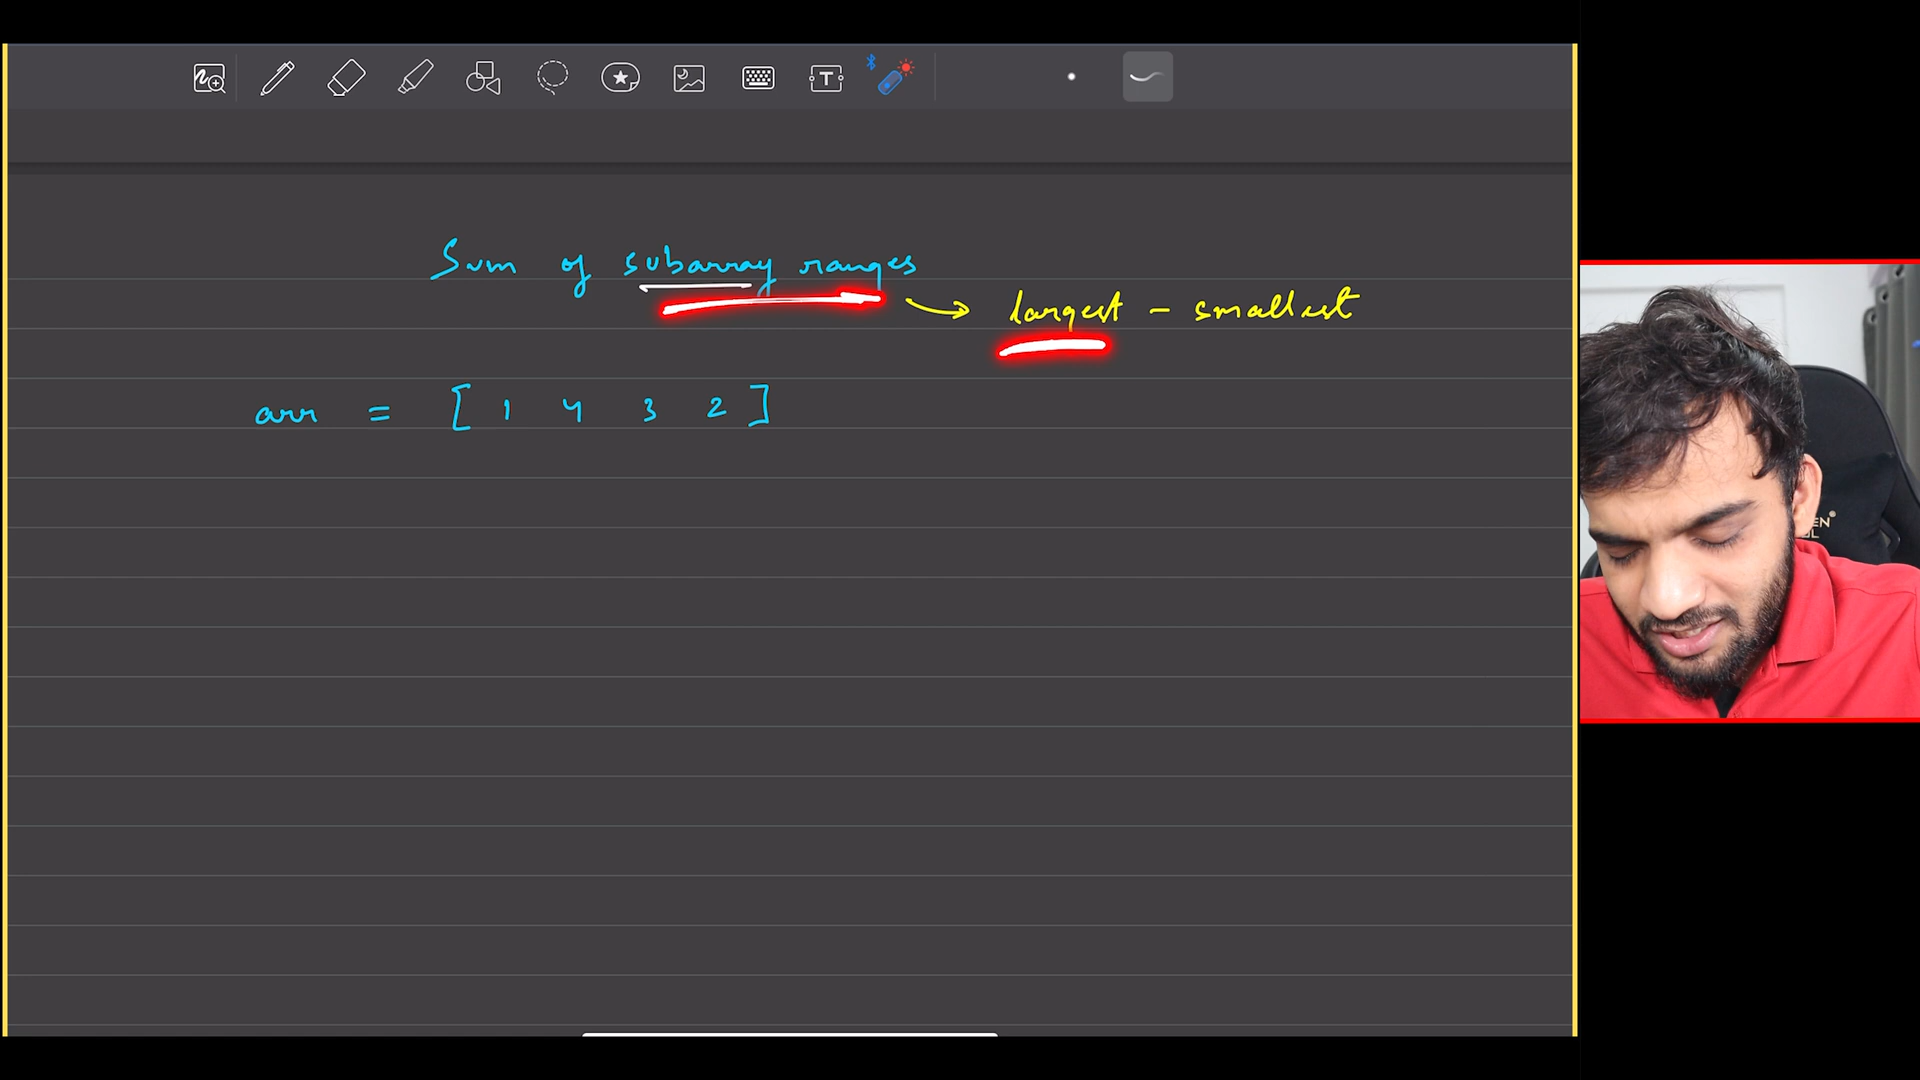 Sum of subarray ranges
largest - smallest
arr = [ 1 4 3 2 ]
T